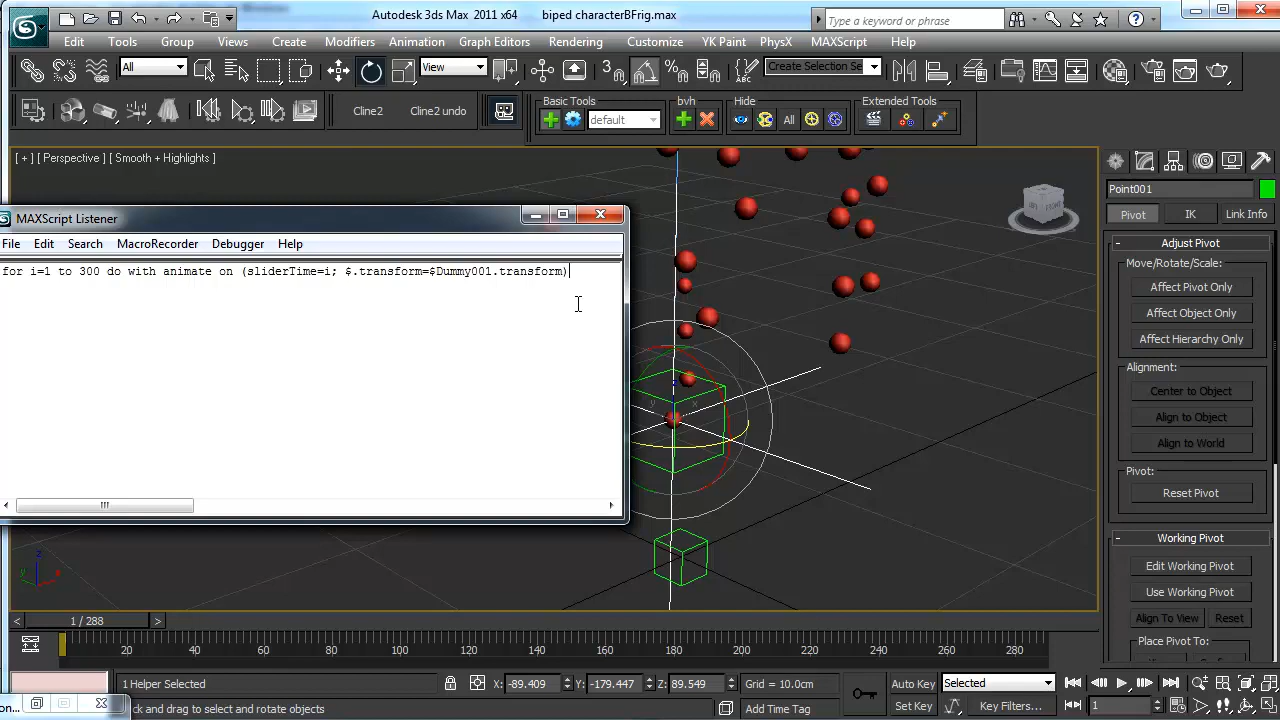 Autodesk 3ds Max 2011 x64 biped characterBFrig.max
Type a keyword or phrase
Edit Tools Group Views Create Modifiers Animation Graph Editors Rendering Customize YK Paint PhysX MAXScript Help
All
View
Create Selection Se
Cline2 Cline2 undo
Basic Tools bvh Hide Extended Tools
default
All
[ + ] [ Perspective ] [ Smooth + Highlights ]
MAXScript Listener
File Edit Search MacroRecorder Debugger Help
for i=1 to 300 do with animate on (sliderTime=i; $.transform=$Dummy001.transform)
Point001
Pivot IK Link Info
Adjust Pivot
Move/Rotate/Scale:
Affect Pivot Only
Affect Object Only
Affect Hierarchy Only
Alignment:
Center to Object
Align to Object
Align to World
Pivot:
Reset Pivot
Working Pivot
Edit Working Pivot
Use Working Pivot
Align To View Reset
Place Pivot To:
1 / 288
20 40 60 80 100 120 140 160 180 200 220 240 260 280
1 Helper Selected
X: -89.409 Y: -179.447 Z: 89.549 Grid = 10.0cm
Auto Key Selected
ck and drag to select and rotate objects
Add Time Tag
Set Key Key Filters... 1